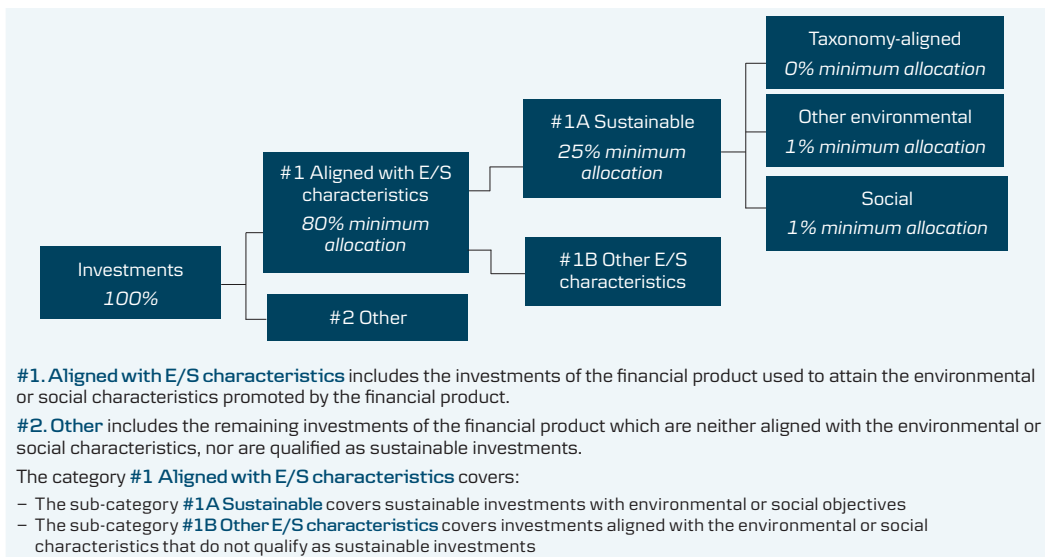 Taxonomy-aligned
0% minimum allocation
Other environmental
1% minimum allocation
Social
1% minimum allocation
#1A Sustainable
25% minimum
allocation
#1B Other E/S
characteristics
#1 Aligned with E/S
characteristics
80% minimum
allocation
#2 Other
Investments
100%
#1. Aligned with E/S characteristics includes the investments of the financial product used to attain the environmental
or social characteristics promoted by the financial product.
#2. Other includes the remaining investments of the financial product which are neither aligned with the environmental or
social characteristics, nor are qualified as sustainable investments.
The category #1 Aligned with E/S characteristics covers:
– The sub-category #1A Sustainable covers sustainable investments with environmental or social objectives
– The sub-category #1B Other E/S characteristics covers investments aligned with the environmental or social
characteristics that do not qualify as sustainable investments